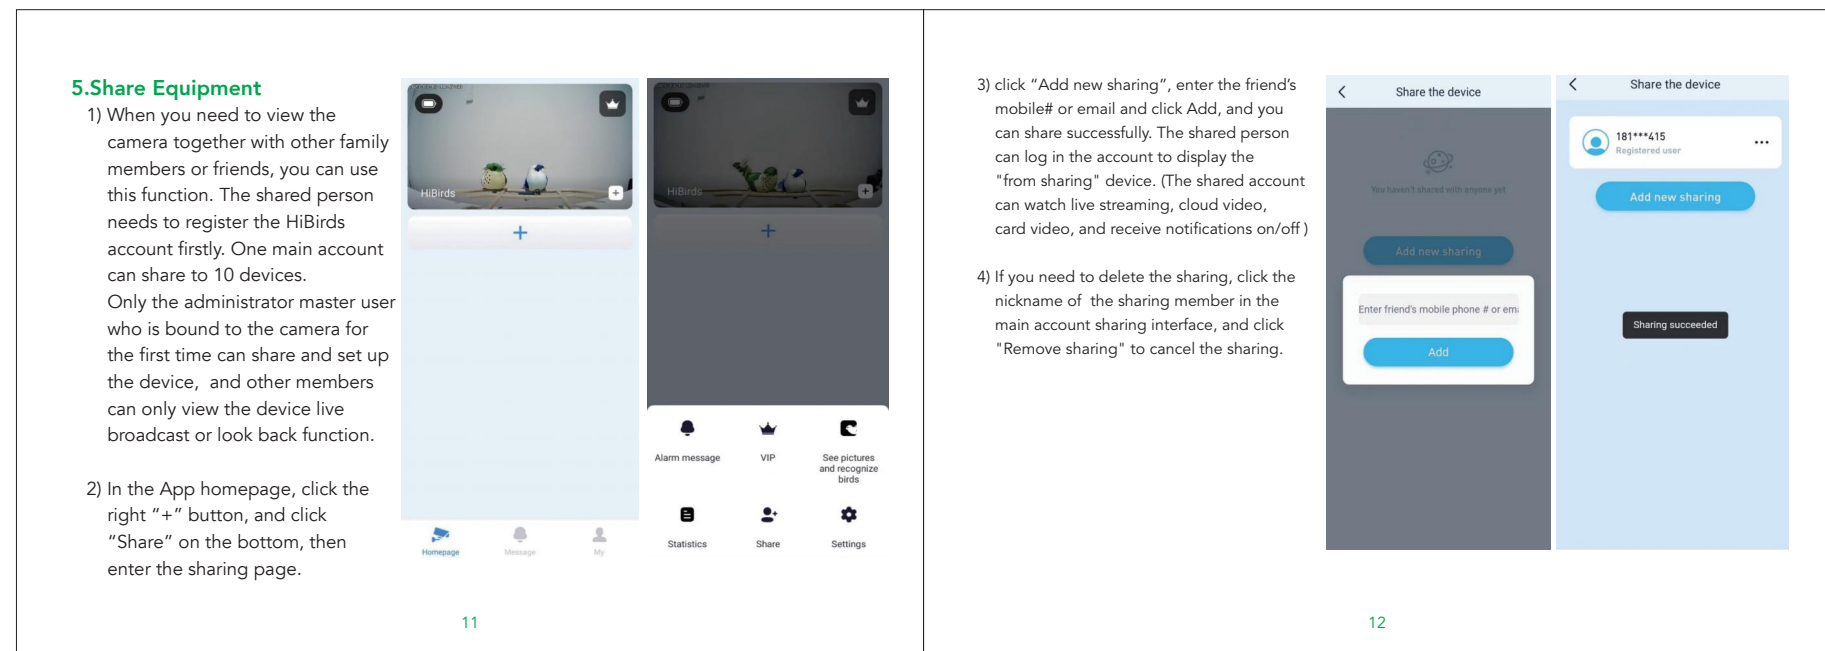 5.Share Equipment
1) When you need to view the
camera together with other family
members or friends, you can use
this function. The shared person
needs to register the HiBirds
account firstly. One main account
can share to 10 devices.
Only the administrator master user
who is bound to the camera for
the first time can share and set up
the device,  and other members
can only view the device live
broadcast or look back function.
2) In the App homepage, click the
right “+” button, and click
“Share” on the bottom, then
enter the sharing page.
HiBirds
+
Homepage
Message
My
HiBirds
+
Alarm message
VIP
See pictures
and recognize
birds
Statistics
Share
Settings
11
3) click “Add new sharing”, enter the friend’s
mobile# or email and click Add, and you
can share successfully. The shared person
can log in the account to display the
"from sharing" device. (The shared account
can watch live streaming, cloud video,
card video, and receive notifications on/off )
4) If you need to delete the sharing, click the
nickname of  the sharing member in the
main account sharing interface, and click
"Remove sharing" to cancel the sharing.
Share the device
You haven't shared with anyone yet
Add new sharing
Enter friend's mobile phone # or ema
Add
Share the device
181***415
Registered user
Add new sharing
Sharing succeeded
12